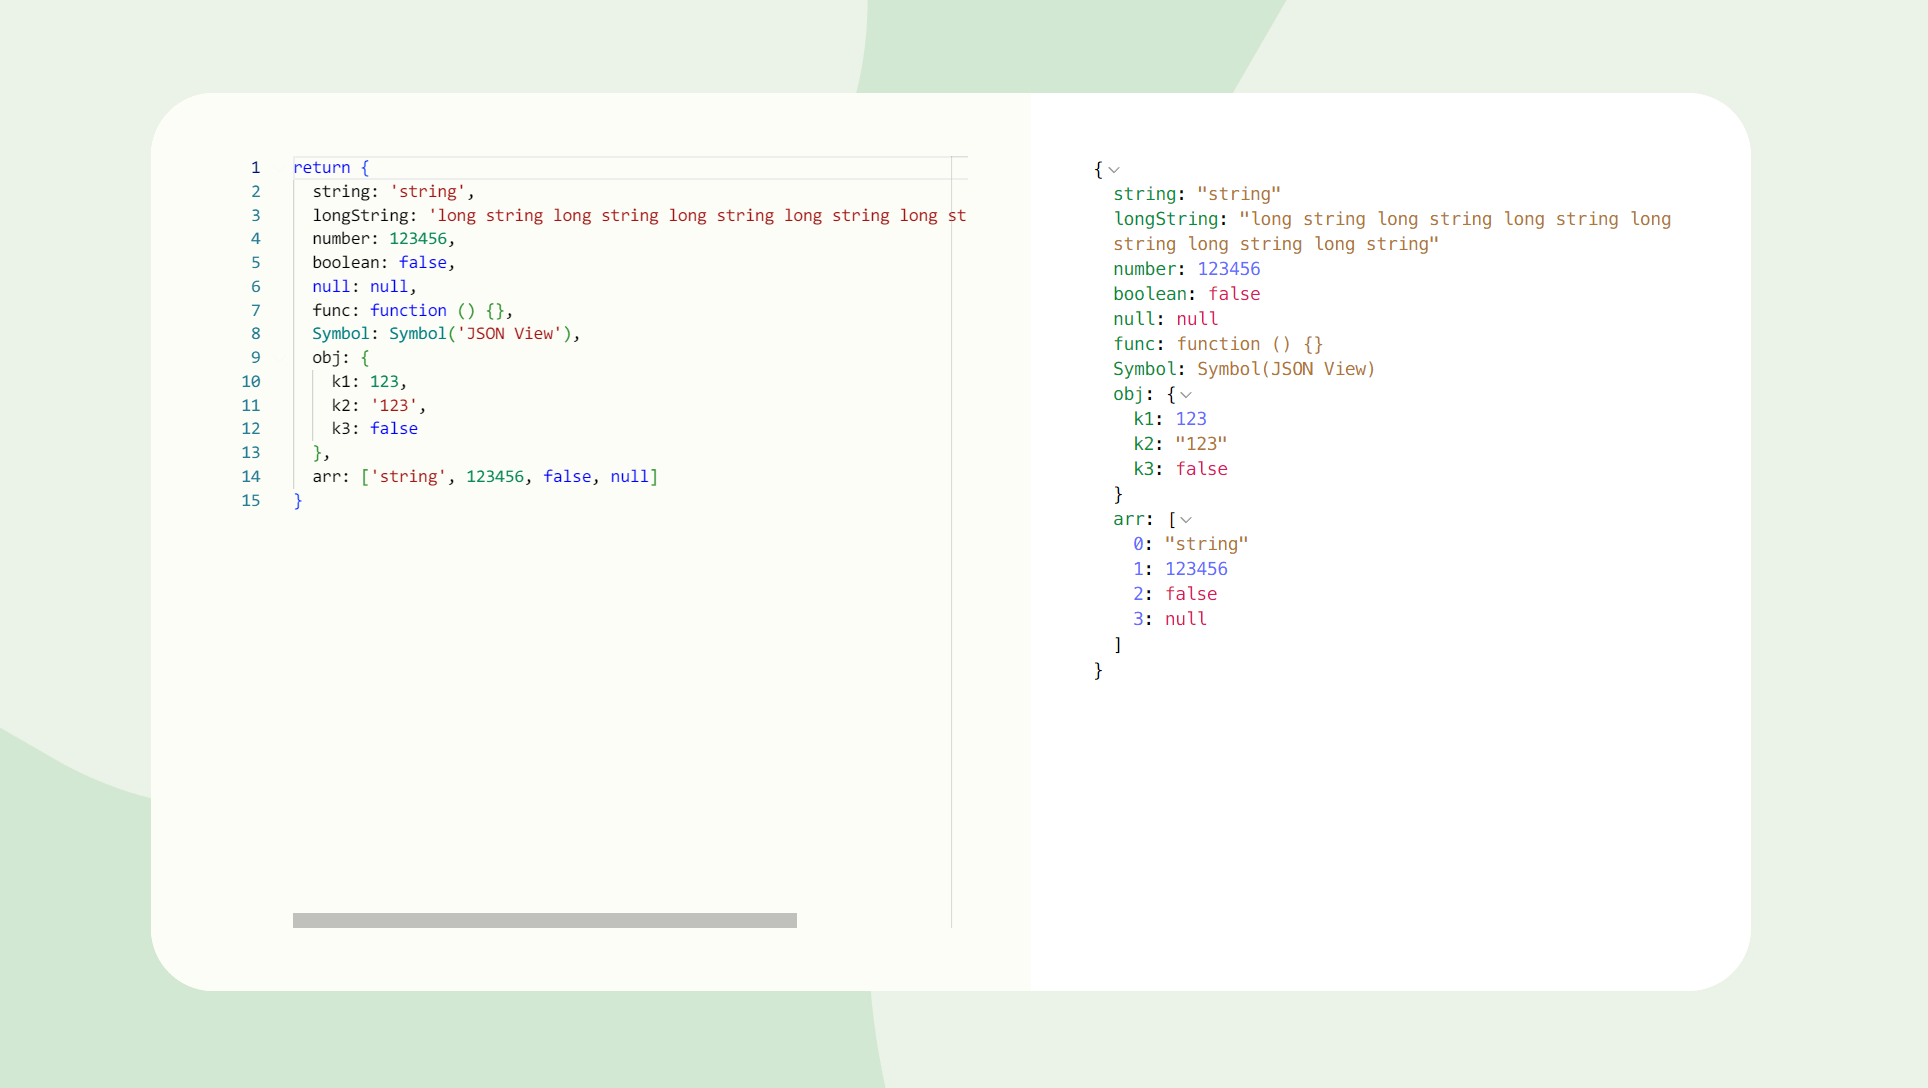 1 return {
2 string: 'string',
3 longString: 'long string long string long string long string long st
4 number: 123456,
5 boolean: false,
6 null: null,
7 func: function () {},
8 Symbol: Symbol('JSON View'),
9 obj: {
10 k1: 123,
11 k2: '123',
12 k3: false
13 },
14 arr: ['string', 123456, false, null]
15 }
{
string: "string"
longString: "long string long string long string long
string long string long string"
number: 123456
boolean: false
null: null
func: function () {}
Symbol: Symbol(JSON View)
obj: {
k1: 123
k2: "123"
k3: false
}
arr: [
0: "string"
1: 123456
2: false
3: null
]
}